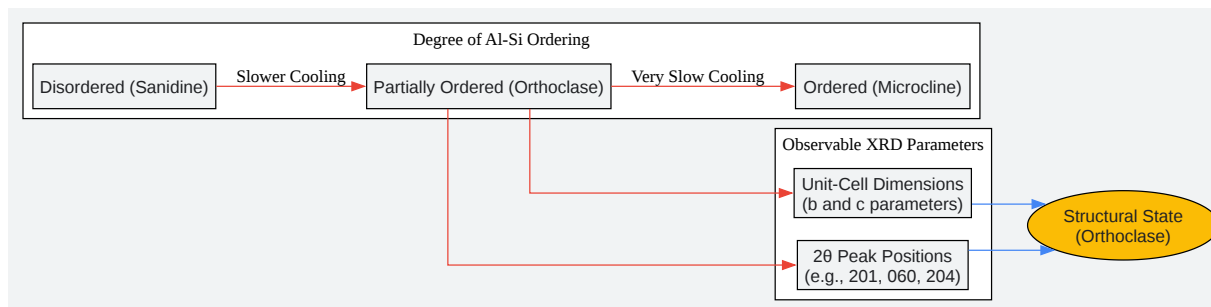 Degree of Al-Si Ordering
Disordered (Sanidine)
Slower Cooling
Partially Ordered (Orthoclase)
Very Slow Cooling
Ordered (Microcline)
Observable XRD Parameters
Unit-Cell Dimensions
(b and c parameters)
2θ Peak Positions
(e.g., 201, 060, 204)
Structural State
(Orthoclase)